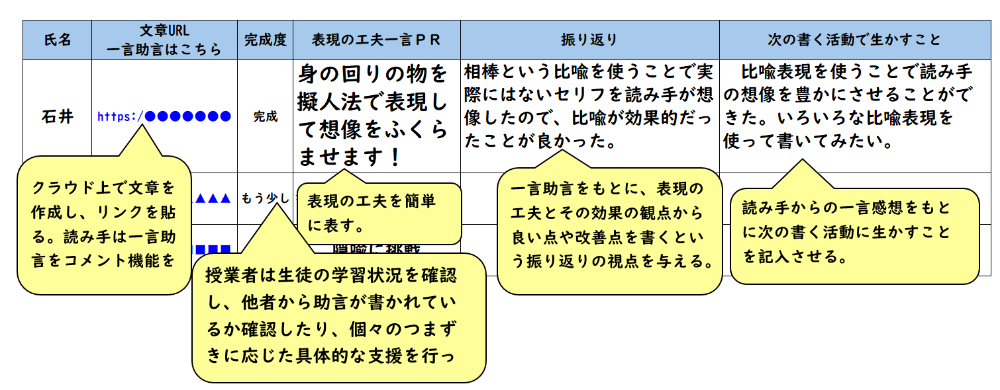 氏名
文章URL
一言助言はこちら
完成度
表現の工夫一言PR
振り返り
次の書く活動で生かすこと
石井
https:/●●●●●●●
完成
身の回りの物を
擬人法で表現し
て想像をふくら
ませます！
相棒という比喩を使うことで実
際にはないセリフを読み手が想
像したので、比喩が効果的だっ
たことが良かった。
比喩表現を使うことで読み手
の想像を豊かにさせることがで
きた。いろいろな比喩表現を
使って書いてみたい。
▲▲▲
もう少し
■■■
隠喩に挑戦
クラウド上で文章を
作成し、リンクを貼
る。読み手は一言助
言をコメント機能を
表現の工夫を簡単
に表す。
授業者は生徒の学習状況を確認
し、他者から助言が書かれてい
るか確認したり、個々のつまず
きに応じた具体的な支援を行っ
一言助言をもとに、表現の
工夫とその効果の観点から
良い点や改善点を書くとい
う振り返りの視点を与える。
読み手からの一言感想をもと
に次の書く活動に生かすこと
を記入させる。